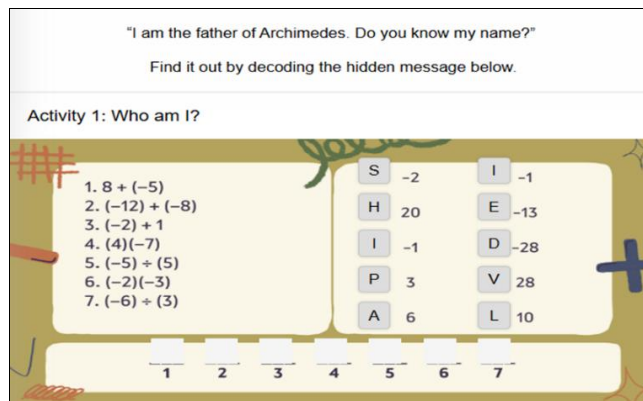 “I am the father of Archimedes. Do you know my name?”
Find it out by decoding the hidden message below.
Activity 1: Who am I?
1. 8 + (−5)
2. (−12) + (−8)
3. (−2) + 1
4. (4)(−7)
5. (−5) ÷ (5)
6. (−2)(−3)
7. (−6) ÷ (3)
S −2 I −1
H 20 E −13
I −1 D −28
P 3 V 28
A 6 L 10
1 2 3 4 5 6 7